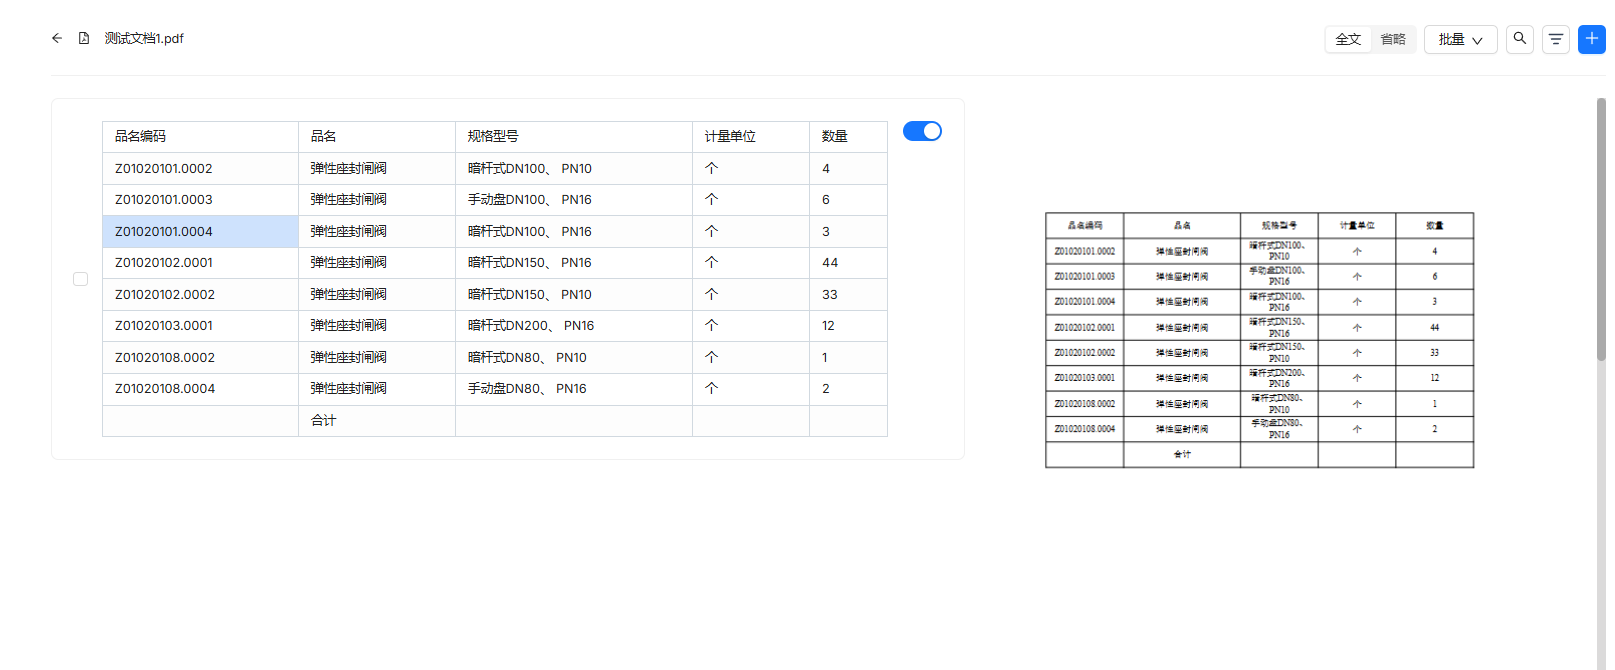 测试文档1.pdf
全文 省略 批量
品名编码 品名 规格型号 计量单位 数量
Z01020101.0002 弹性座封闸阀 暗杆式DN100、 PN10 个 4
Z01020101.0003 弹性座封闸阀 手动盘DN100、 PN16 个 6
Z01020101.0004 弹性座封闸阀 暗杆式DN100、 PN16 个 3
Z01020102.0001 弹性座封闸阀 暗杆式DN150、 PN16 个 44
Z01020102.0002 弹性座封闸阀 暗杆式DN150、 PN10 个 33
Z01020103.0001 弹性座封闸阀 暗杆式DN200、 PN16 个 12
Z01020108.0002 弹性座封闸阀 暗杆式DN80、 PN10 个 1
Z01020108.0004 弹性座封闸阀 手动盘DN80、 PN16 个 2
合计
品名编码 品名 规格型号 计量单位 数量
暗杆式DN100、
Z01020101.0002 弹性座封闸阀 PN10 个 4
手动盘DN100、
Z01020101.0003 弹性座封闸阀 PN16 个 6
暗杆式DN100、
Z01020101.0004 弹性座封闸阀 PN16 个 3
暗杆式DN150、
Z01020102.0001 弹性座封闸阀 PN16 个 44
暗杆式DN150、
Z01020102.0002 弹性座封闸阀 PN10 个 33
暗杆式DN200、
Z01020103.0001 弹性座封闸阀 PN16 个 12
暗杆式DN80、
Z01020108.0002 弹性座封闸阀 PN10 个 1
手动盘DN80、
Z01020108.0004 弹性座封闸阀 PN16 个 2
合计